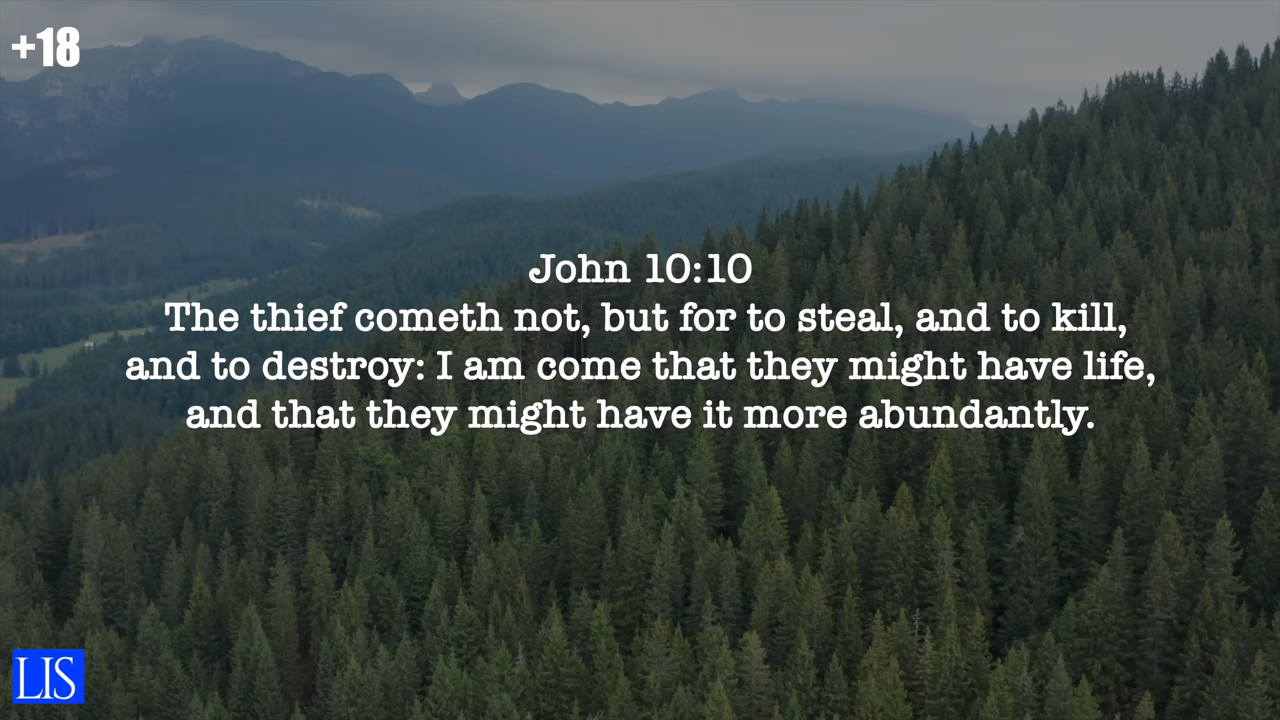 +18
John 10:10
The thief cometh not, but for to steal, and to kill,
and to destroy: I am come that they might have life,
and that they might have it more abundantly.
LIS